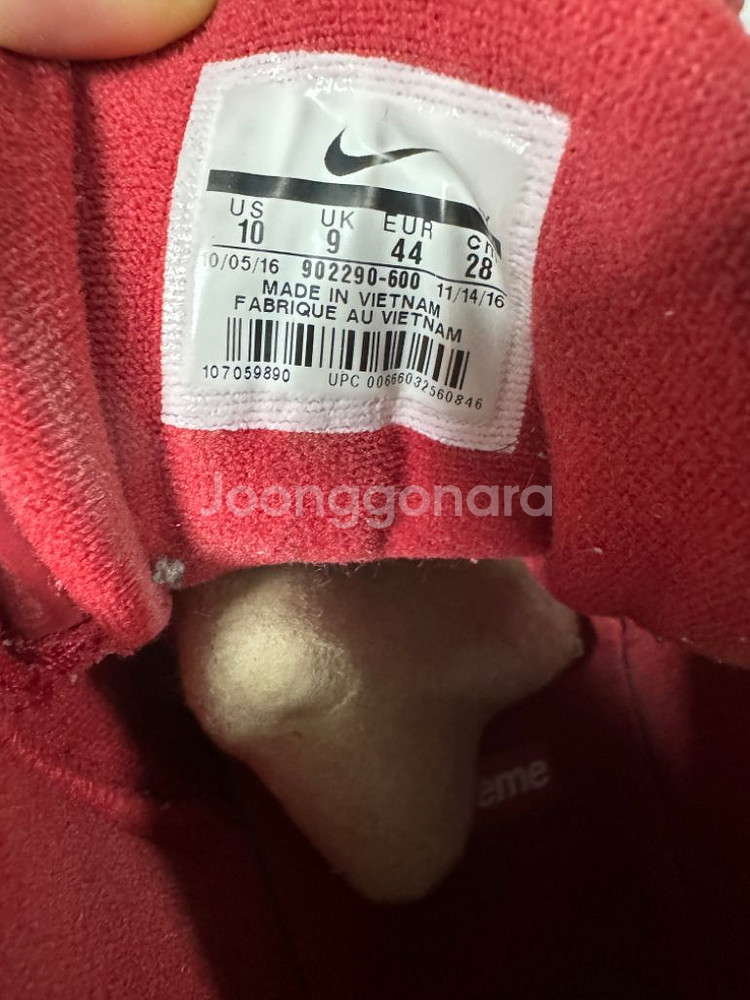 US UK EUR
10 9 44 28
10/05/16 902290-600 11/14/16
MADE IN VIETNAM
FABRIQUE AU VIETNAM
107059890 UPC 00666032560846
Joonggonara
eme